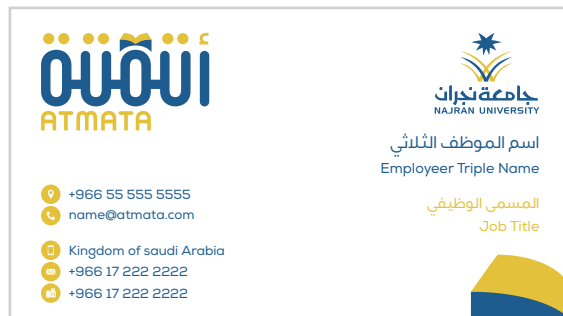 أتمتة
ATMATA
جامعة نجران
NAJRAN UNIVERSITY
اسم الموظف الثلاثي
Employeer Triple Name
المسمى الوظيفي
Job Title
+966 55 555 5555
name@atmata.com
Kingdom of saudi Arabia
+966 17 222 2222
+966 17 222 2222